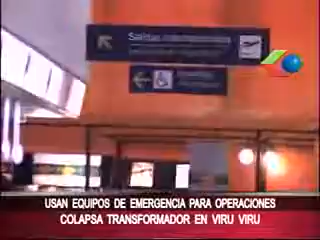 Salidas
USAN EQUIPOS DE EMERGENCIA PARA OPERACIONES
COLAPSA TRANSFORMADOR EN VIRU VIRU